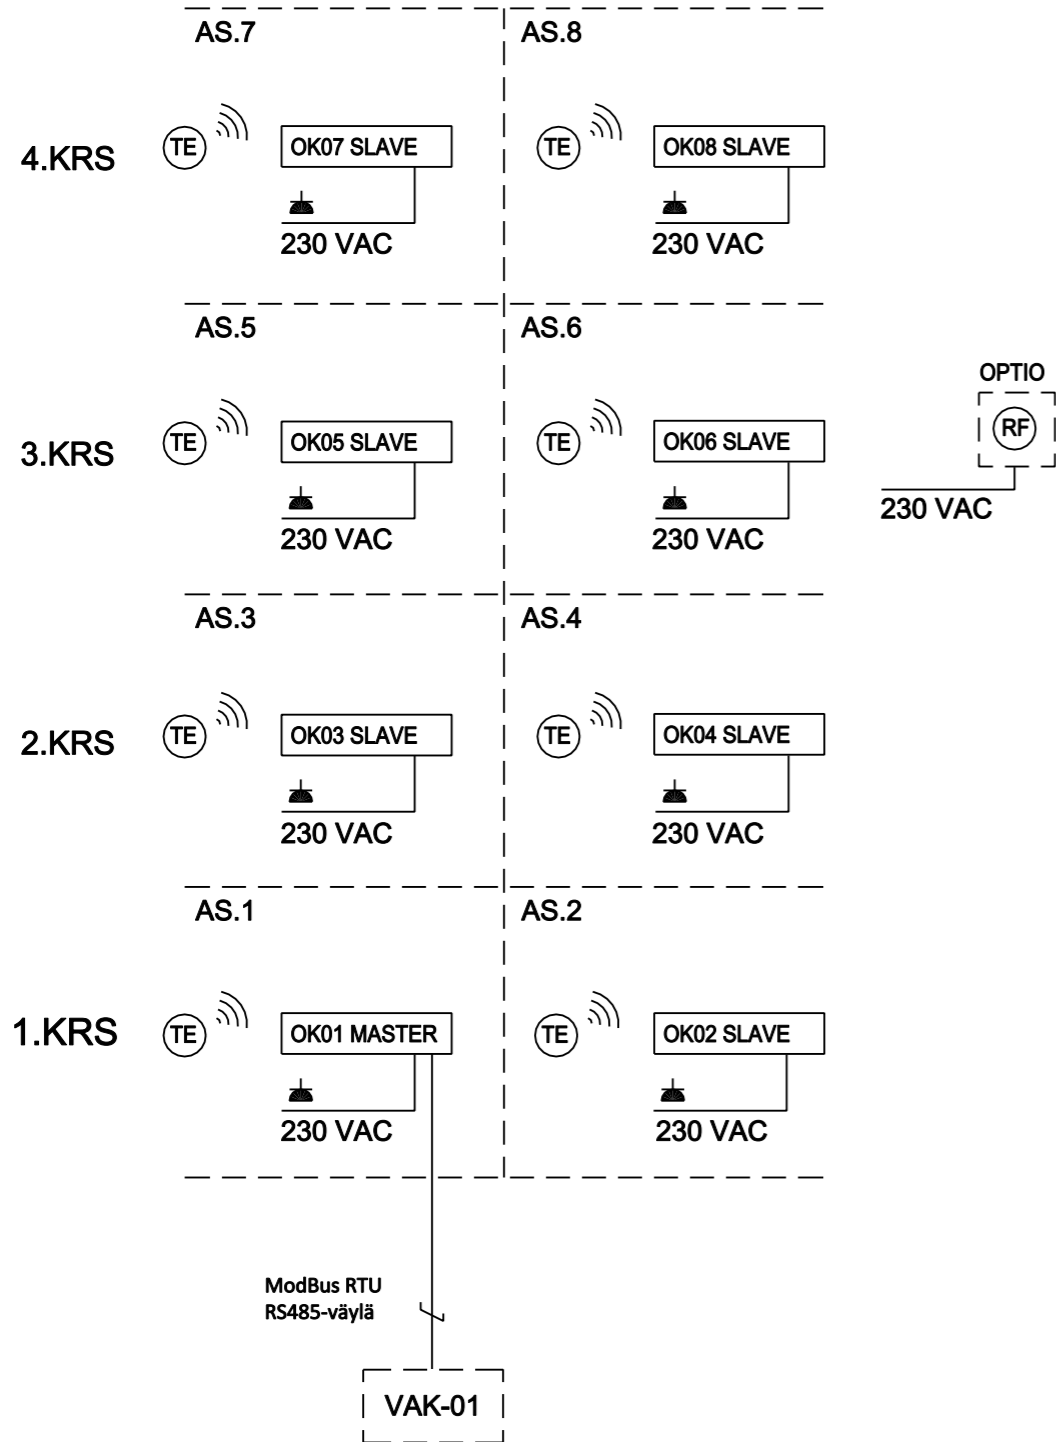 AS.7
AS.8
4.KRS
TE
OK07 SLAVE
TE
OK08 SLAVE
230 VAC
230 VAC
AS.5
AS.6
OPTIO
3.KRS
TE
OK05 SLAVE
TE
OK06 SLAVE
RF
230 VAC
230 VAC
230 VAC
AS.3
AS.4
2.KRS
TE
OK03 SLAVE
TE
OK04 SLAVE
230 VAC
230 VAC
AS.1
AS.2
1.KRS
TE
OK01 MASTER
TE
OK02 SLAVE
230 VAC
230 VAC
ModBus RTU
RS485-väylä
VAK-01